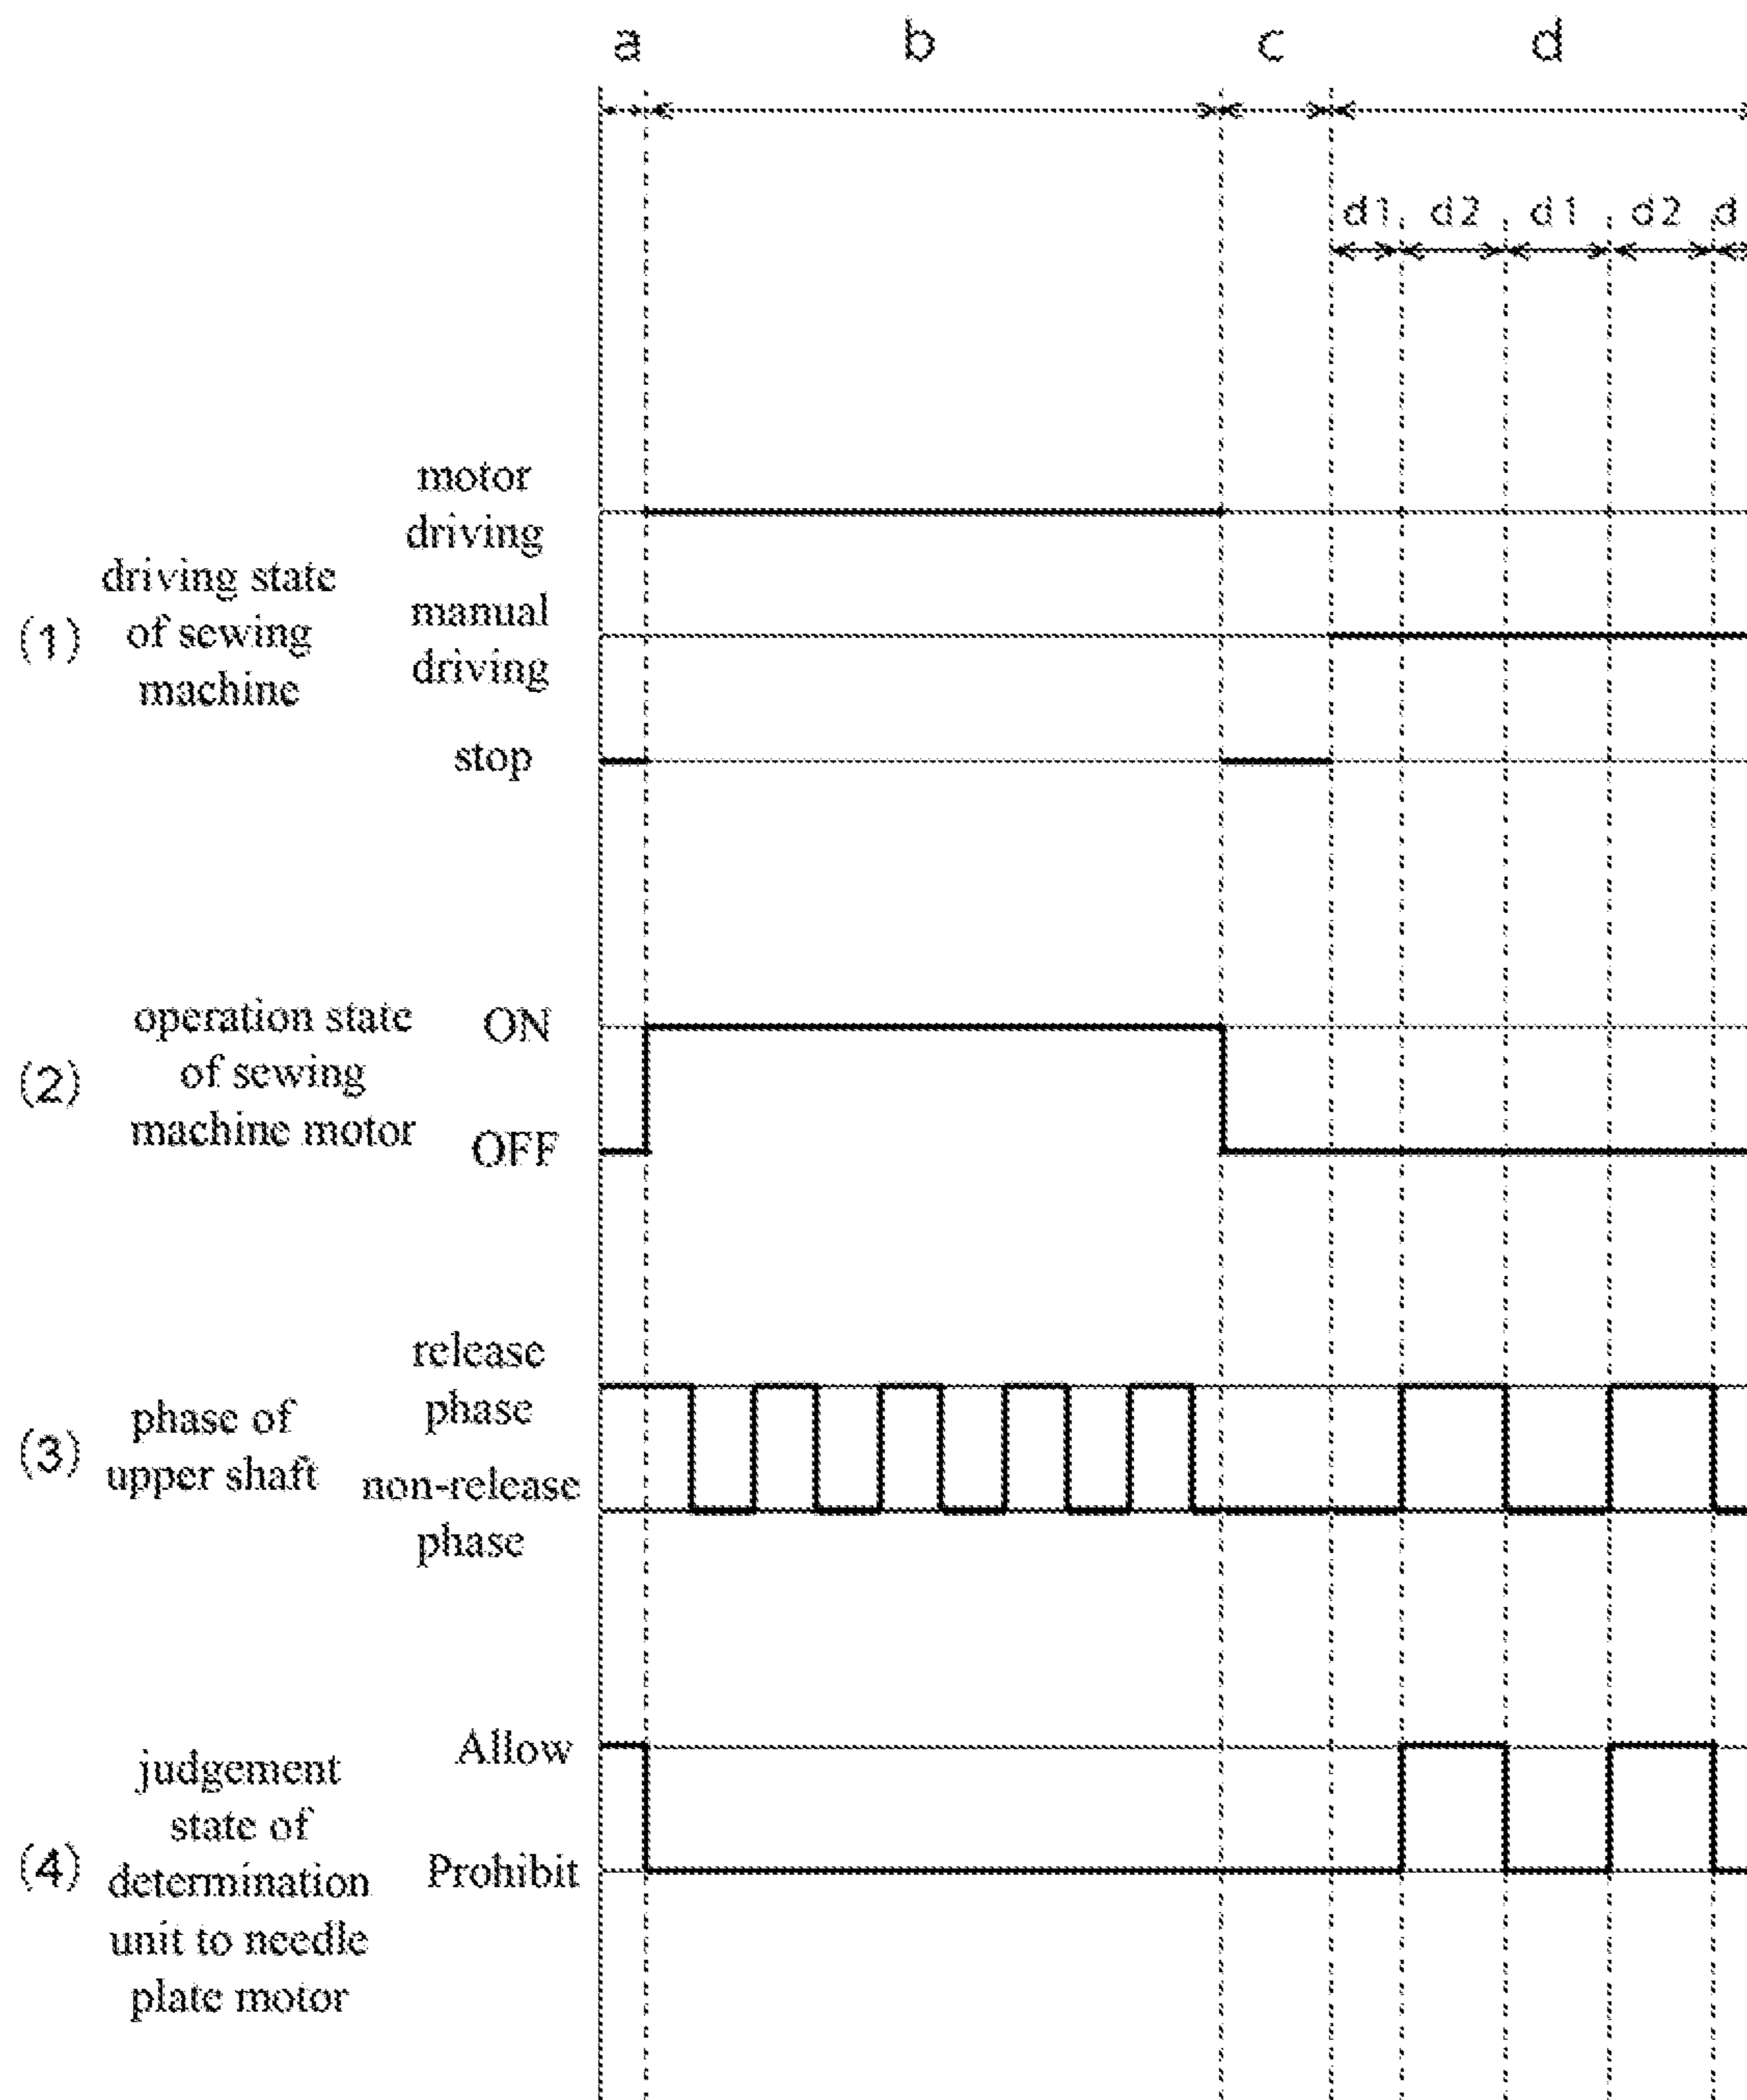 a b c d
d1 d2 d1 d2 d
motor
driving
(1) driving state
of sewing
machine
manual
driving
stop
(2) operation state
of sewing
machine motor
ON
OFF
(3) phase of
upper shaft
release
phase
non-release
phase
(4) judgement
state of
determination
unit to needle
plate motor
Allow
Prohibit